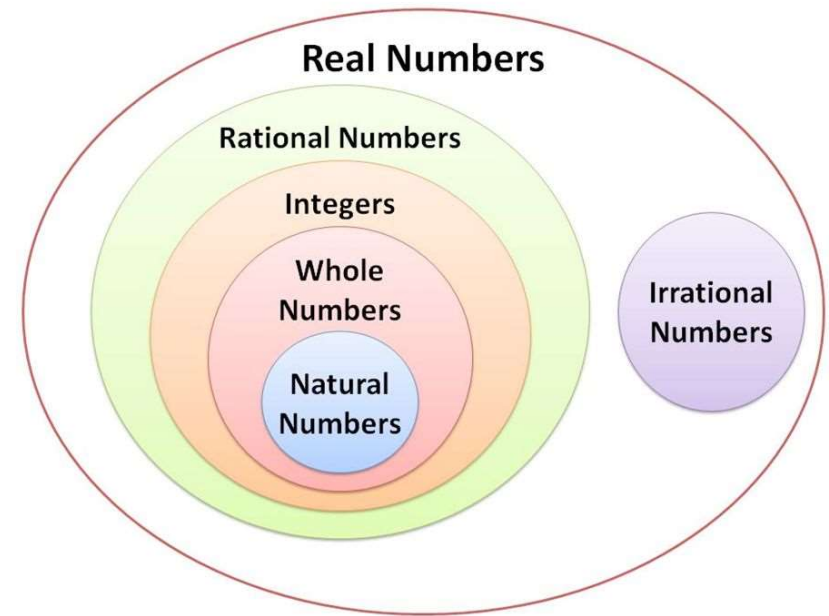 Real Numbers
Rational Numbers
Integers
Whole
Numbers
Natural
Numbers
Irrational
Numbers